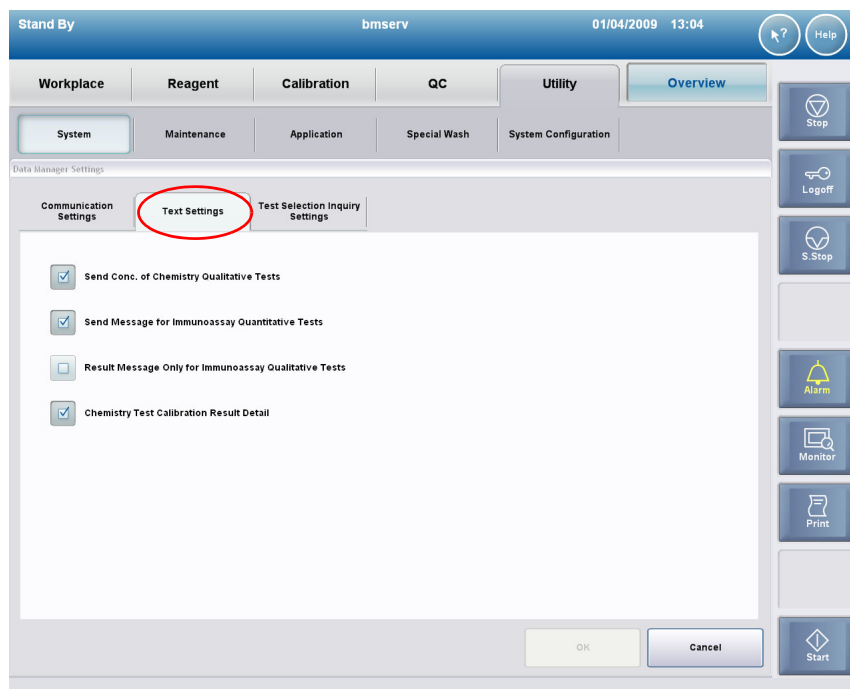 Stand By bmserv 01/04/2009 13:04
? Help
Workplace Reagent Calibration QC Utility Overview
System Maintenance Application Special Wash System Configuration
Data Manager Settings
Communication Settings
Text Settings
Test Selection Inquiry Settings
Send Conc. of Chemistry Qualitative Tests
Send Message for Immunoassay Quantitative Tests
Result Message Only for Immunoassay Qualitative Tests
Chemistry Test Calibration Result Detail
OK Cancel
Stop
Logoff
S.Stop
Alarm
Monitor
Print
Start